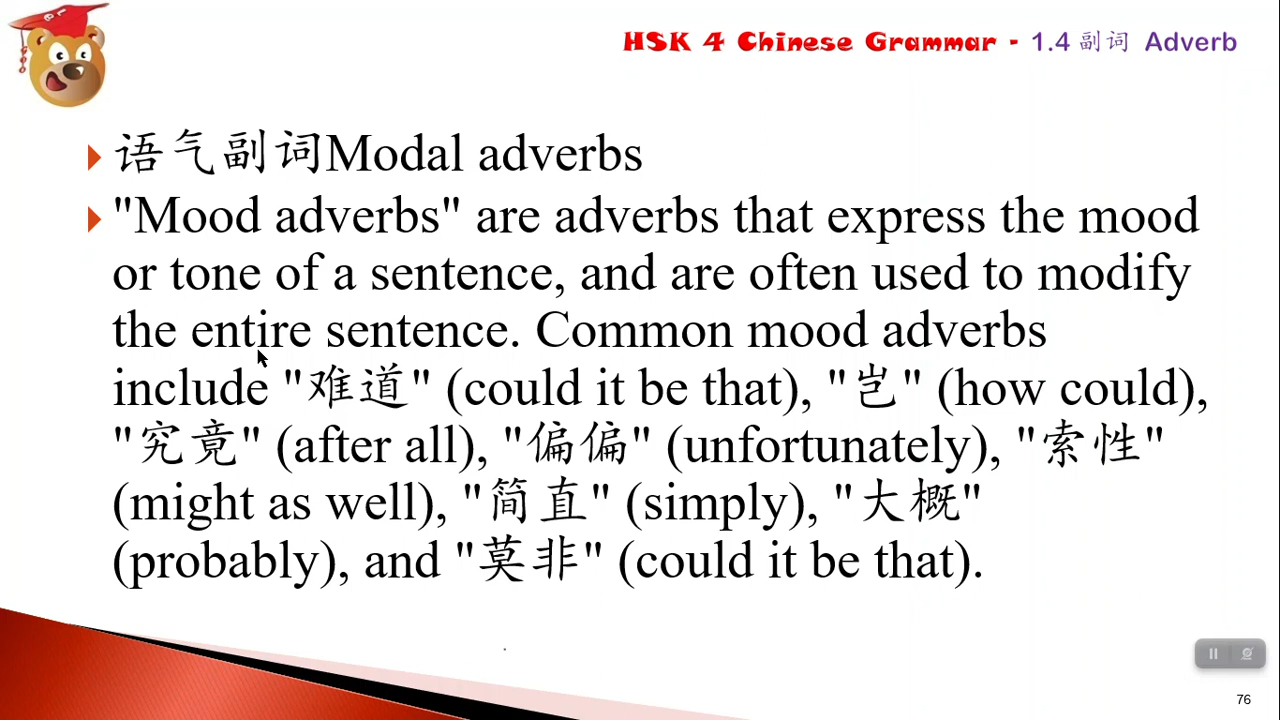 HSK 4 Chinese Grammar - 1.4 副词 Adverb
语气副词Modal adverbs
"Mood adverbs" are adverbs that express the mood
or tone of a sentence, and are often used to modify
the entire sentence. Common mood adverbs
include "难道" (could it be that), "岂" (how could),
"究竟" (after all), "偏偏" (unfortunately), "索性"
(might as well), "简直" (simply), "大概"
(probably), and "莫非" (could it be that).
76